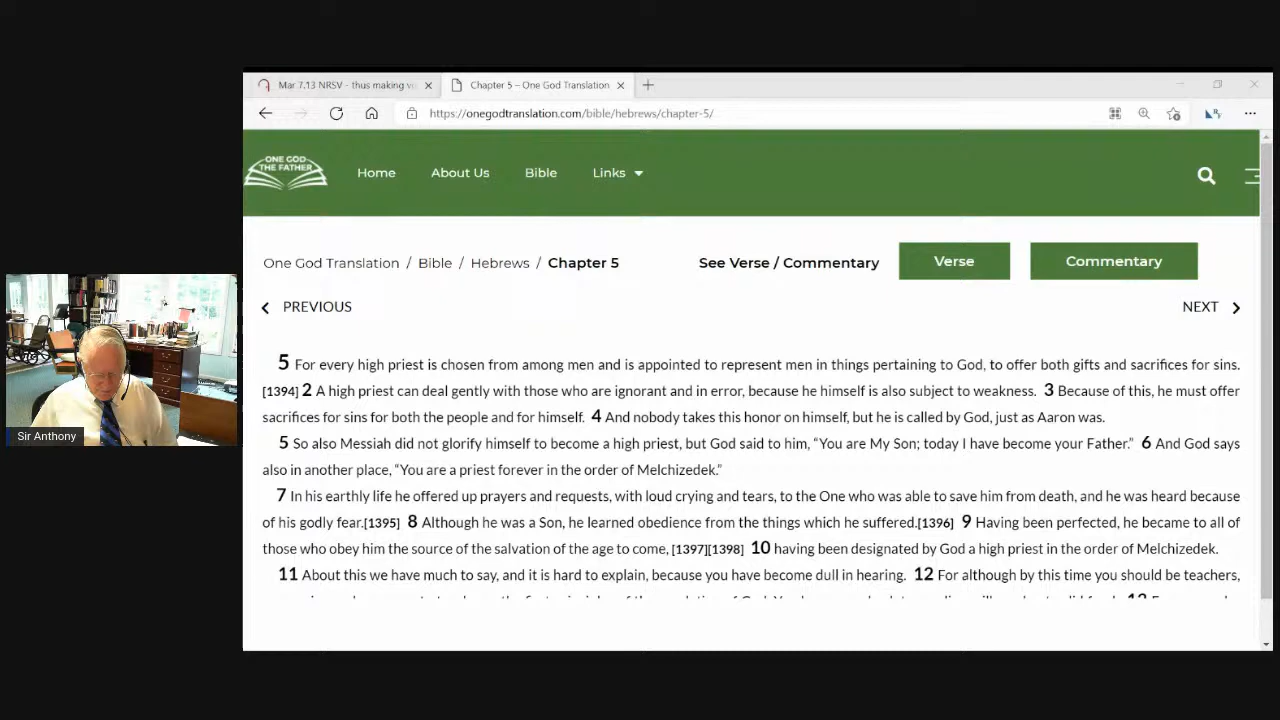 Mar 7.13 NRSV - thus making vo
Chapter 5 – One God Translation
https://onegodtranslation.com/bible/hebrews/chapter-5/
ONE GOD
THE FATHER
Home About Us Bible Links
One God Translation / Bible / Hebrews / Chapter 5 See Verse / Commentary Verse Commentary
PREVIOUS NEXT
5 For every high priest is chosen from among men and is appointed to represent men in things pertaining to God, to offer both gifts and sacrifices for sins.
[1394] 2 A high priest can deal gently with those who are ignorant and in error, because he himself is also subject to weakness. 3 Because of this, he must offer
sacrifices for sins for both the people and for himself. 4 And nobody takes this honor on himself, but he is called by God, just as Aaron was.
5 So also Messiah did not glorify himself to become a high priest, but God said to him, “You are My Son; today I have become your Father.” 6 And God says
also in another place, “You are a priest forever in the order of Melchizedek.”
7 In his earthly life he offered up prayers and requests, with loud crying and tears, to the One who was able to save him from death, and he was heard because
of his godly fear.[1395] 8 Although he was a Son, he learned obedience from the things which he suffered.[1396] 9 Having been perfected, he became to all of
those who obey him the source of the salvation of the age to come, [1397][1398] 10 having been designated by God a high priest in the order of Melchizedek.
11 About this we have much to say, and it is hard to explain, because you have become dull in hearing. 12 For although by this time you should be teachers,
Sir Anthony